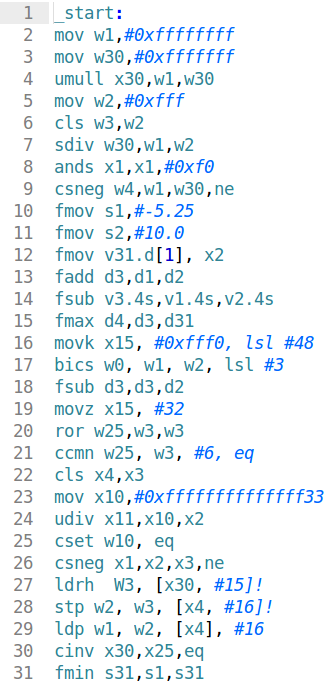 1 _start:
2 mov w1,#0xffffffff
3 mov w30,#0xfffffff
4 umull x30,w1,w30
5 mov w2,#0xfff
6 cls w3,w2
7 sdiv w30,w1,w2
8 ands x1,x1,#0xf0
9 csneg w4,w1,w30,ne
10 fmov s1,#-5.25
11 fmov s2,#10.0
12 fmov v31.d[1], x2
13 fadd d3,d1,d2
14 fsub v3.4s,v1.4s,v2.4s
15 fmax d4,d3,d31
16 movk x15, #0xfff0, lsl #48
17 bics w0, w1, w2, lsl #3
18 fsub d3,d3,d2
19 movz x15, #32
20 ror w25,w3,w3
21 ccmn w25, w3, #6, eq
22 cls x4,x3
23 mov x10,#0xffffffffffffff33
24 udiv x11,x10,x2
25 cset w10, eq
26 csneg x1,x2,x3,ne
27 ldrh  W3, [x30, #15]!
28 stp w2, w3, [x4, #16]!
29 ldp w1, w2, [x4], #16
30 cinv x30,x25,eq
31 fmin s31,s1,s31